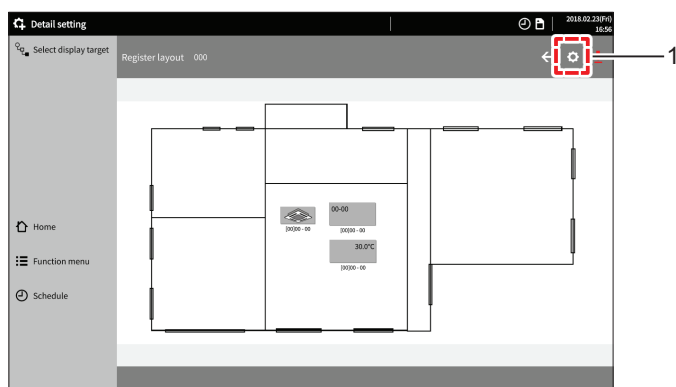 Detail setting
2018.02.23(Fri)
16:56
Select display target
Register layout 000
1
00-00
[00]00 - 00
[00]00 - 00
30.0°C
[00]00 - 00
Home
Function menu
Schedule